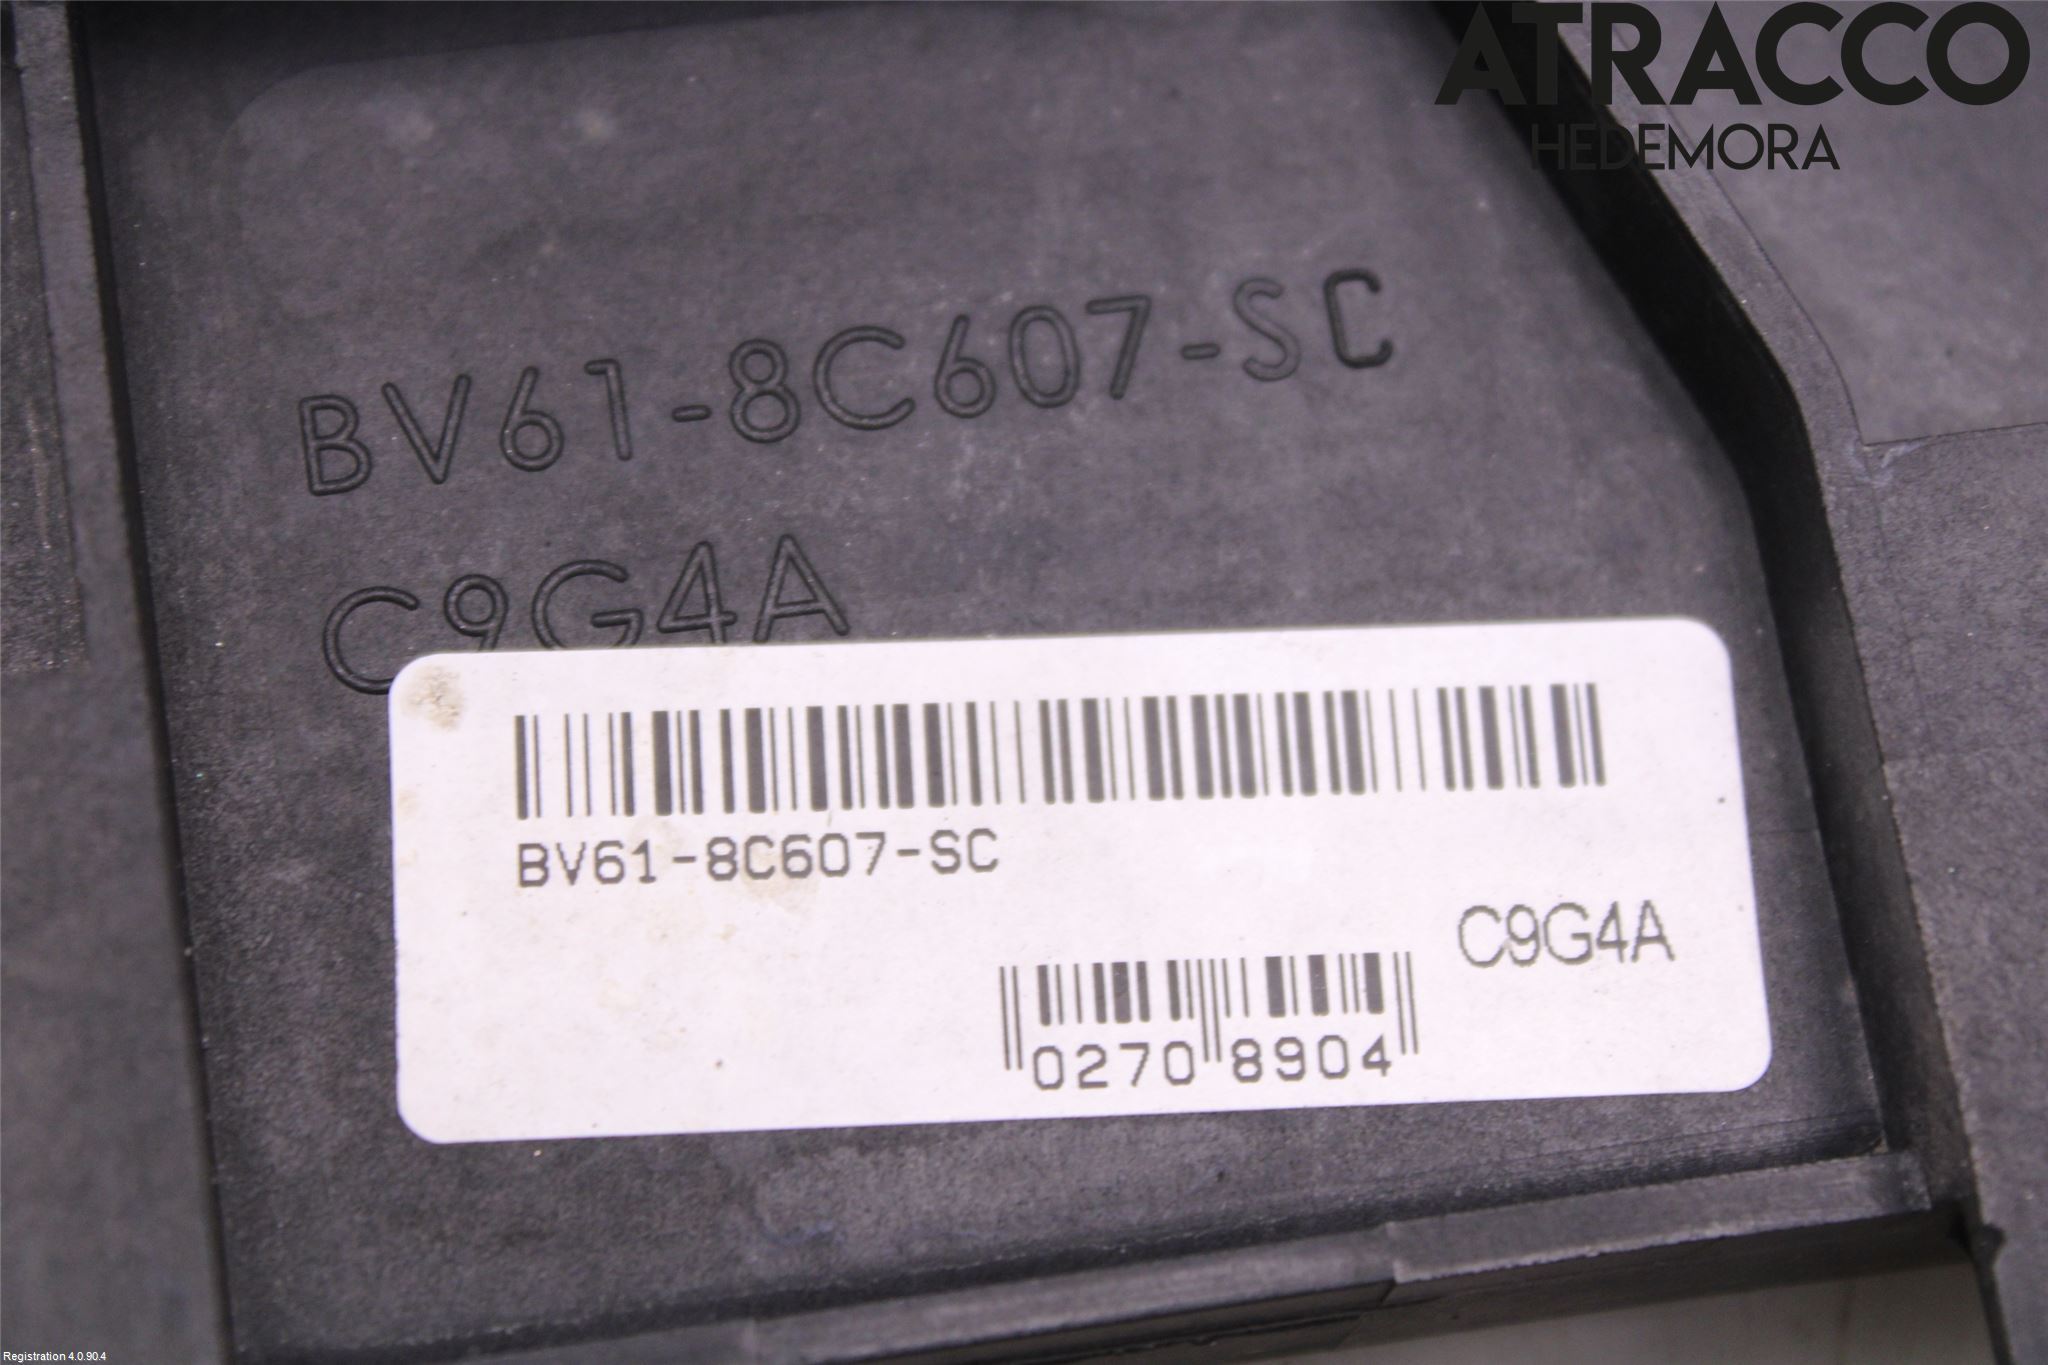 ATRACCO
HEDEMORA
BV61-8C607-SC
C9G4A
BV61-8C607-SC
C9G4A
0270 8904
Registration 4.0.90.4